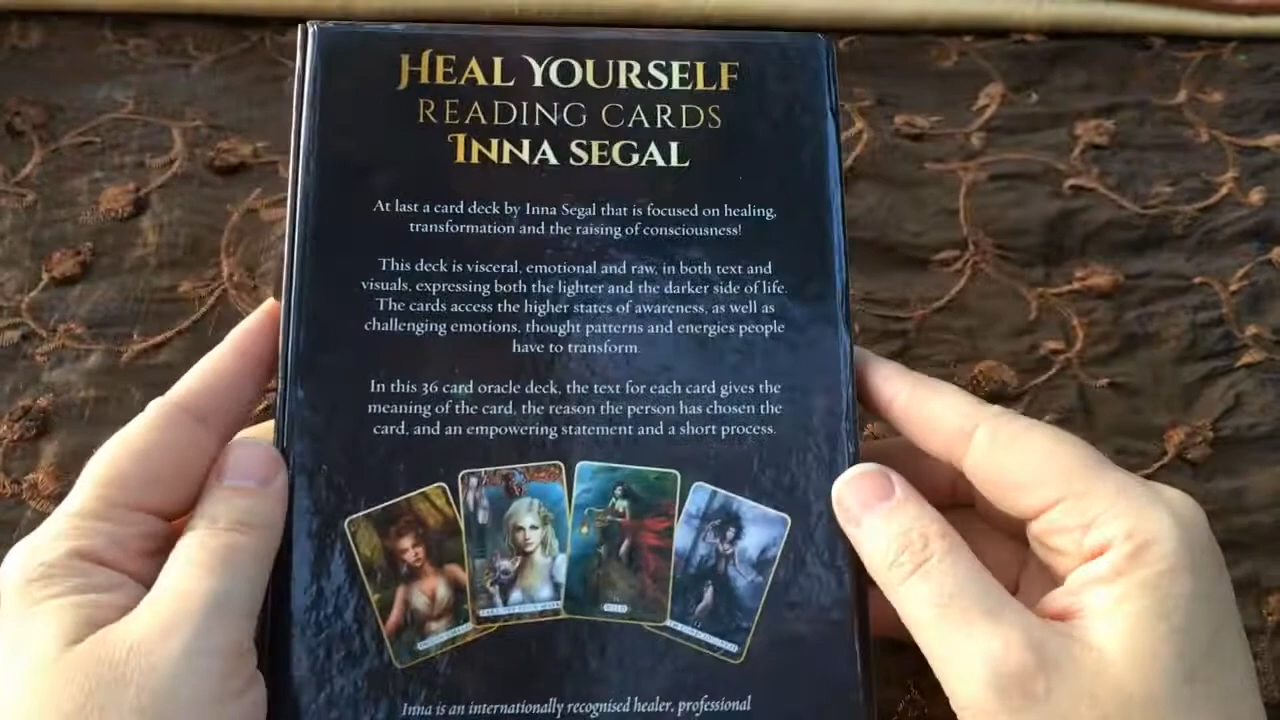 HEAL YOURSELF
READING CARDS
INNA SEGAL
At last a card deck by Inna Segal that is focused on healing,
transformation and the raising of consciousness!
This deck is visceral, emotional and raw, in both text and
visuals, expressing both the lighter and the darker side of life.
The cards access the higher states of awareness, as well as
challenging emotions, thought patterns and energies people
have to transform.
In this 36 card oracle deck, the text for each card gives the
meaning of the card, the reason the person has chosen the
card, and an empowering statement and a short process.
TAKE OFF YOUR MASK
WILD
Inna is an internationally recognised healer, professional